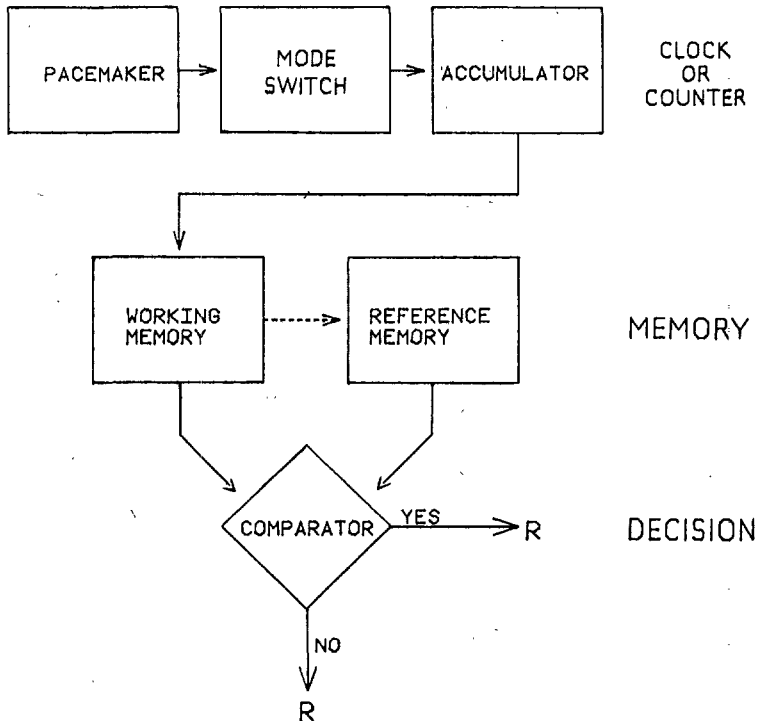 PACEMAKER
MODE
SWITCH
ACCUMULATOR
CLOCK
OR
COUNTER
WORKING
MEMORY
REFERENCE
MEMORY
MEMORY
COMPARATOR
YES
R
DECISION
NO
R